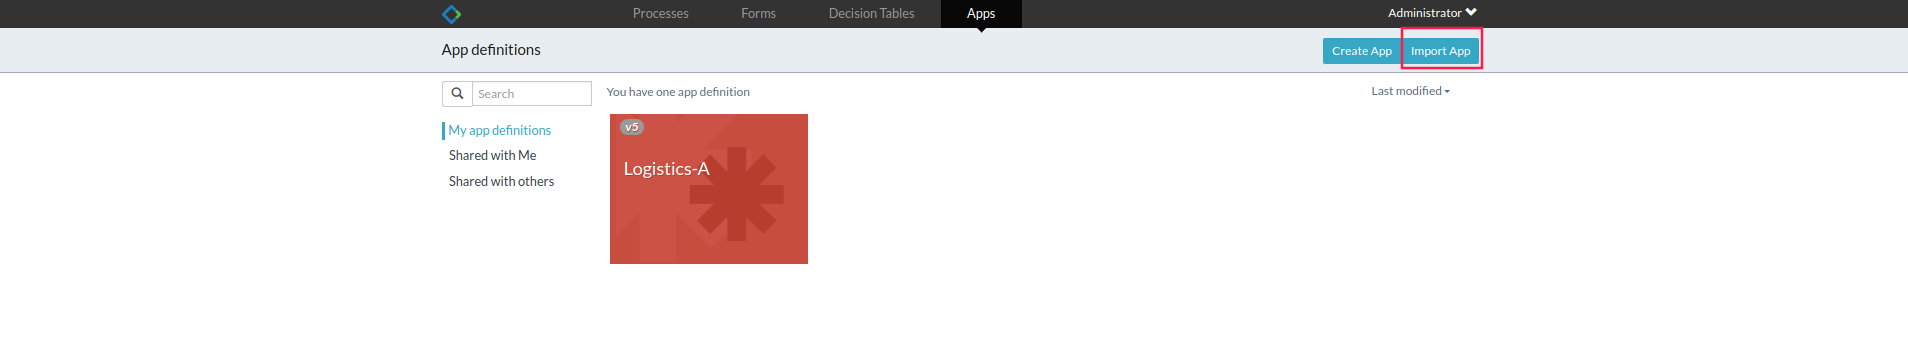 Processes Forms Decision Tables Apps Administrator
App definitions Create App Import App
Search You have one app definition Last modified
My app definitions
Shared with Me
Shared with others
v5
Logistics-A